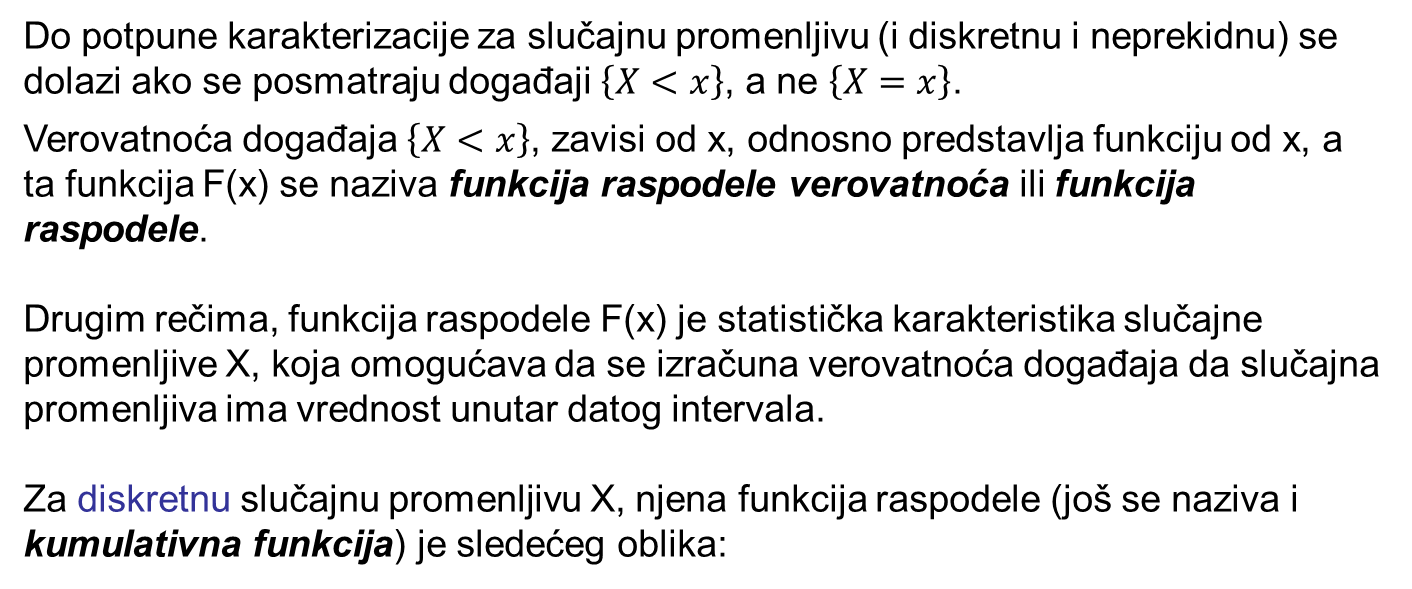 Do potpune karakterizacije za slučajnu promenljivu (i diskretnu i neprekidnu) se
dolazi ako se posmatraju događaji {X < x}, a ne {X = x}.
Verovatnoća događaja {X < x}, zavisi od x, odnosno predstavlja funkciju od x, a
ta funkcija F(x) se naziva funkcija raspodele verovatnoća ili funkcija
raspodele.
Drugim rečima, funkcija raspodele F(x) je statistička karakteristika slučajne
promenljive X, koja omogućava da se izračuna verovatnoća događaja da slučajna
promenljiva ima vrednost unutar datog intervala.
Za diskretnu slučajnu promenljivu X, njena funkcija raspodele (još se naziva i
kumulativna funkcija) je sledećeg oblika: